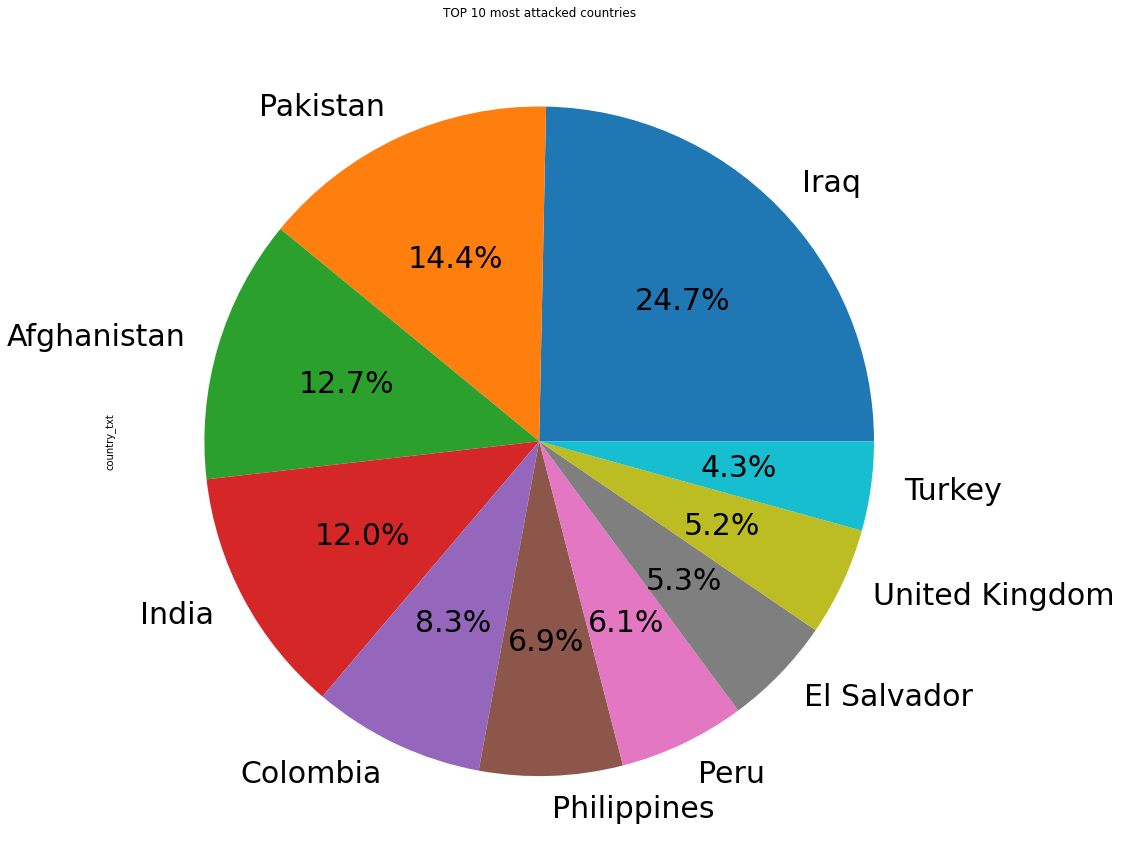 TOP 10 most attacked countries
Pakistan
Iraq
14.4%
24.7%
Afghanistan
12.7%
country_txt
4.3%
Turkey
5.2%
12.0%
5.3%
United Kingdom
India
8.3%
6.9%
6.1%
El Salvador
Colombia
Peru
Philippines